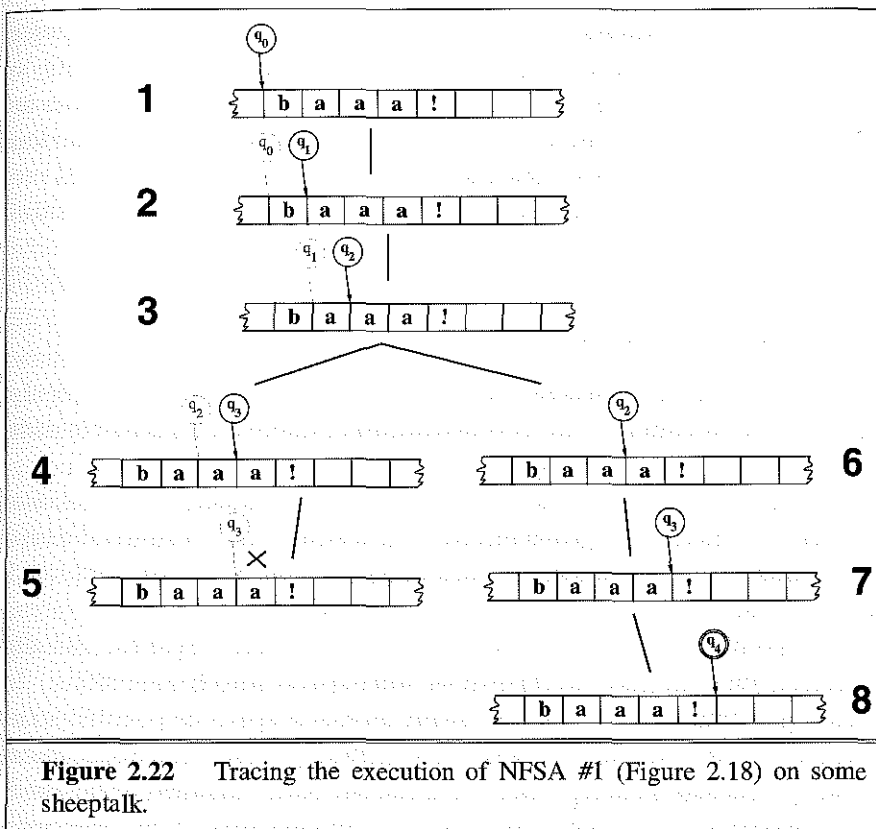 q0
1
b a a a !
q0 q1
2
b a a a !
q1 q2
3
b a a a !
q2 q3 q2
4
b a a a !
b a a a !
6
q3 q3
5
b a a a !
b a a a !
7
q4
b a a a !
8
Figure 2.22 Tracing the execution of NFSA #1 (Figure 2.18) on some
sheeptalk.